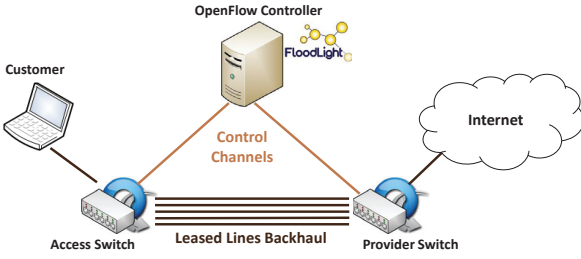 OpenFlow Controller
FloodLight
Customer
Internet
Control
Channels
Access Switch
Leased Lines Backhaul
Provider Switch